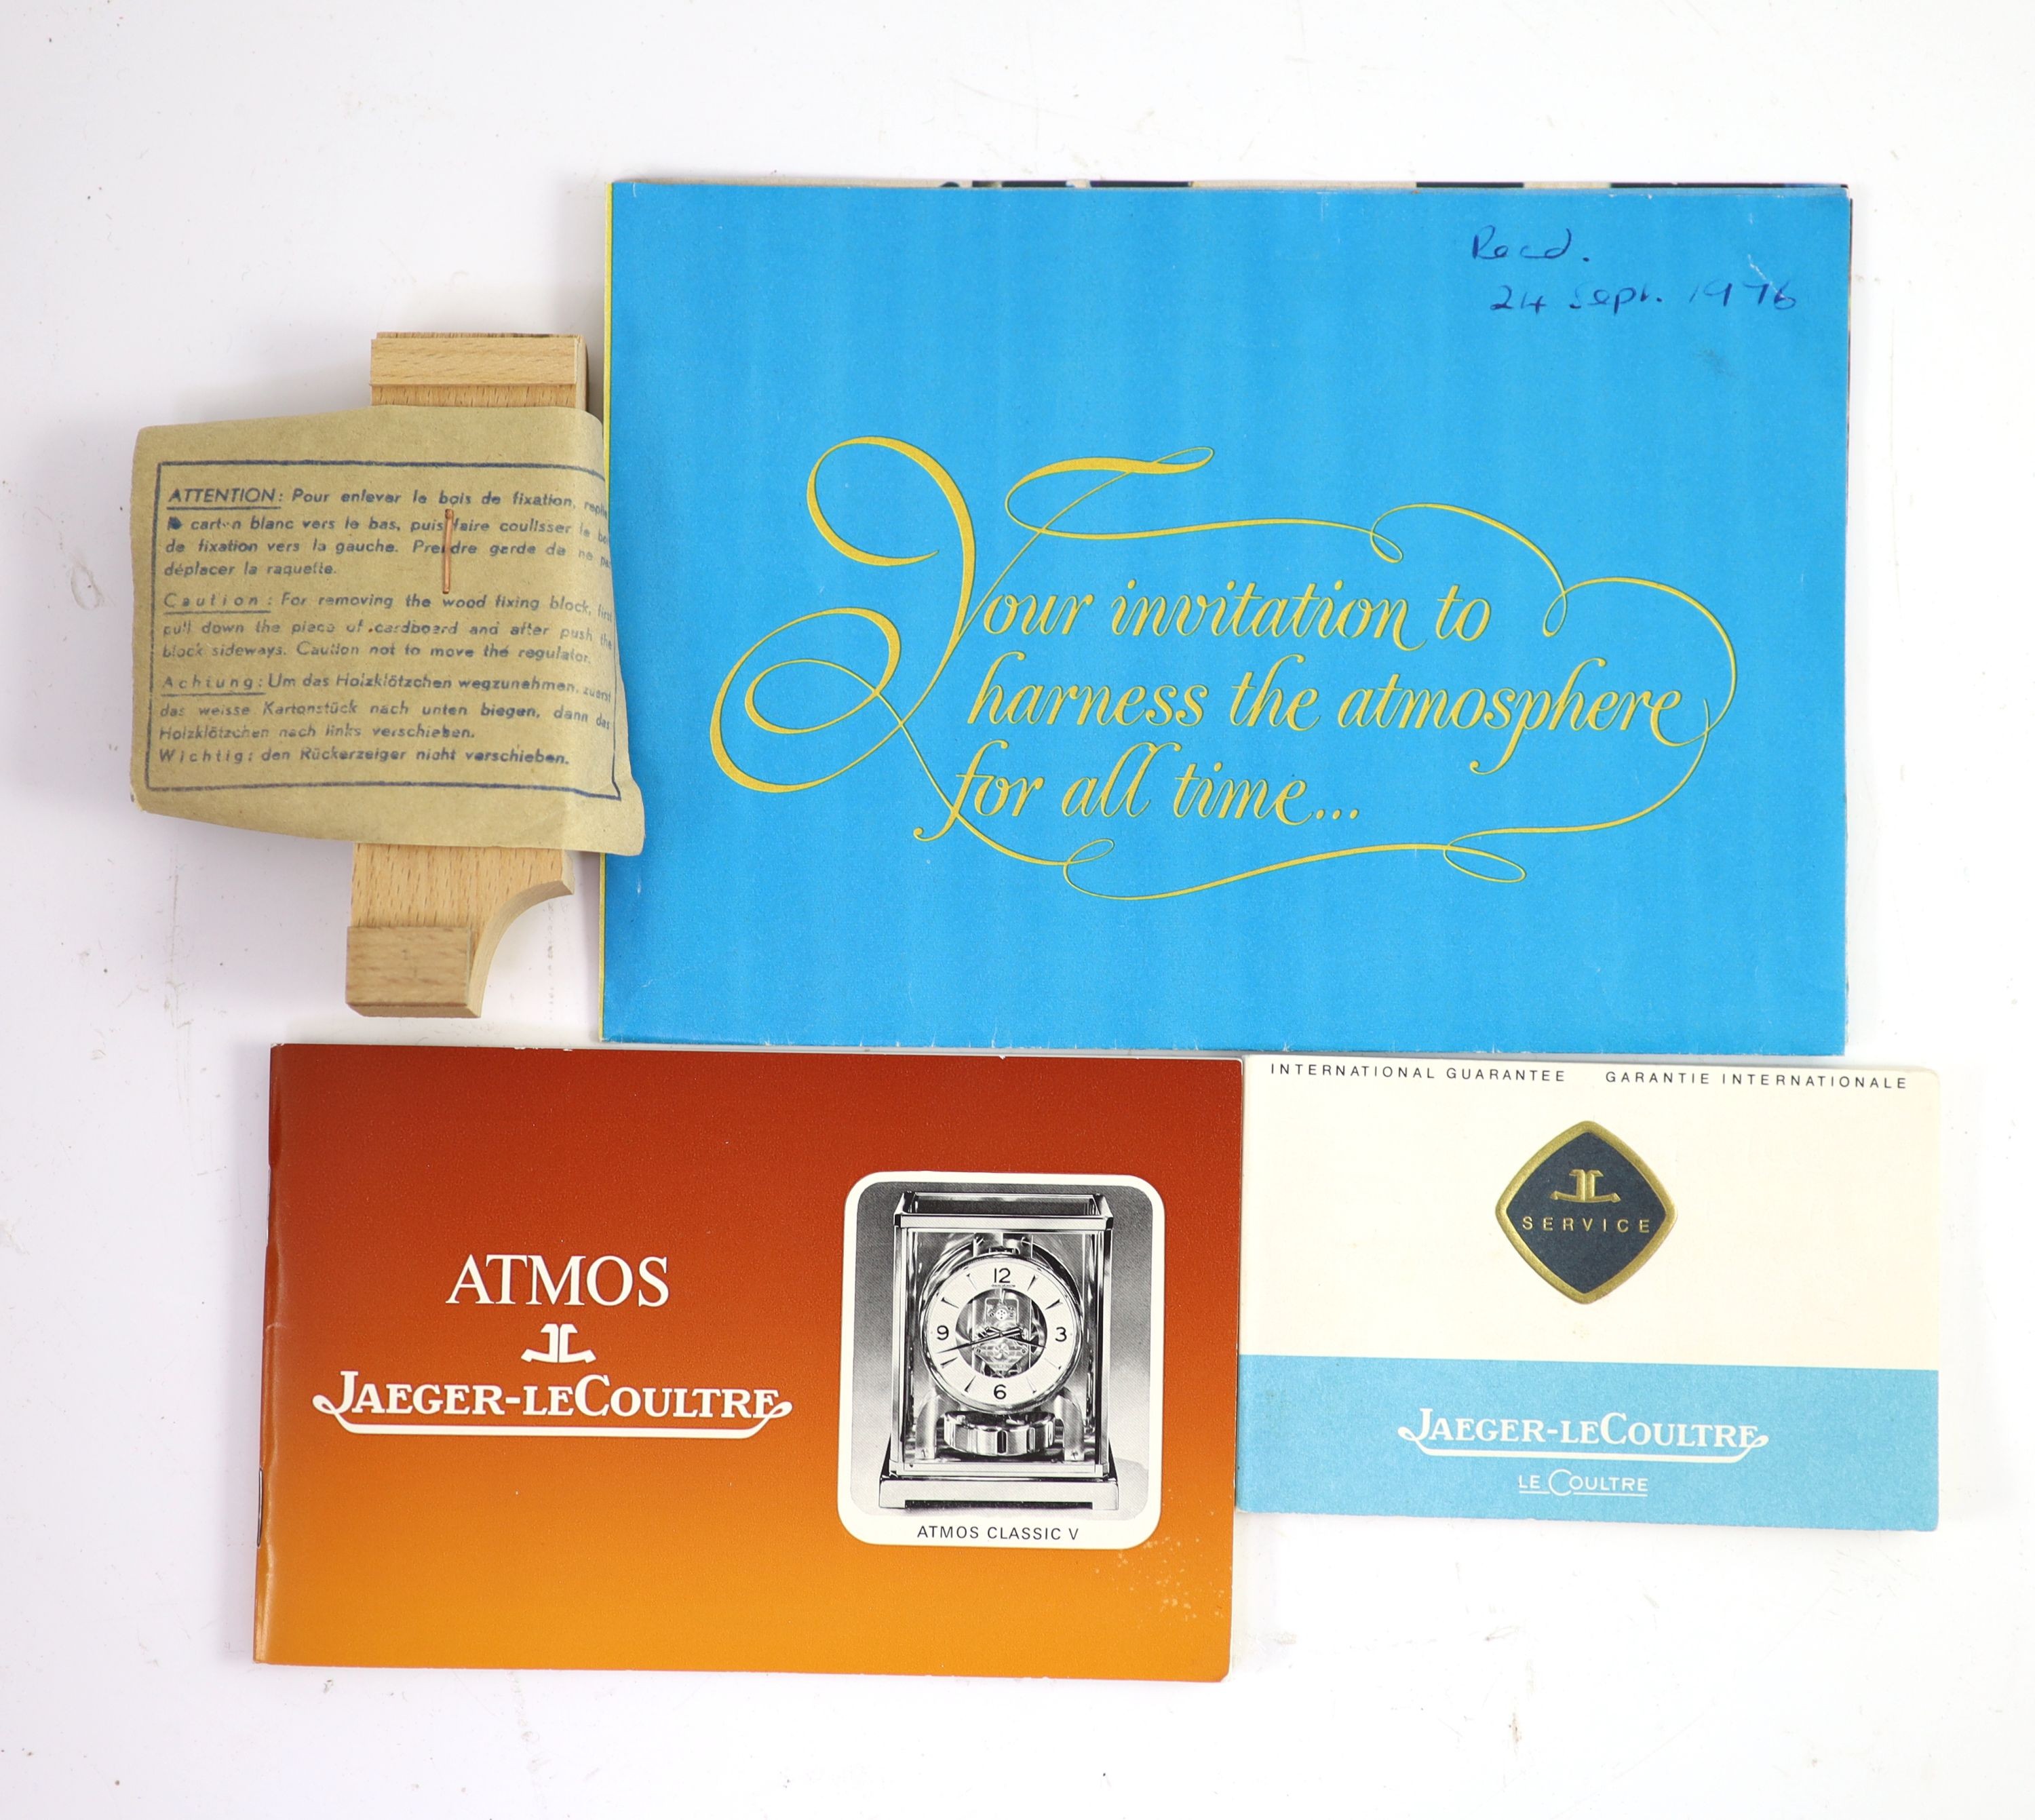 Recd.
24 Sept. 1976
Your invitation to
harness the atmosphere
for all time...
ATTENTION: Pour enlever le bois de fixation,
carton blanc vers le bas, puis faire coulisser le
de fixation vers la gauche. Prendre garde de ne
déplacer la raquette.
Caution: For removing the wood fixing block,
pull down the piece of cardboard and after push the
block sideways. Caution not to move the regulator.
Achtung: Um das Holzklötzchen wegzunehmen, zuerst
das weisse Kartonstück nach unten biegen, dann das
Holzklötzchen nach links verschieben.
Wichtig: den Rückerzeiger nicht verschieben.
ATMOS
JAEGER-LECOULTRE
12
9 3
6
ATMOS CLASSIC V
INTERNATIONAL GUARANTEE GARANTIE INTERNATIONALE
SERVICE
JAEGER-LECOULTRE
LE COULTRE